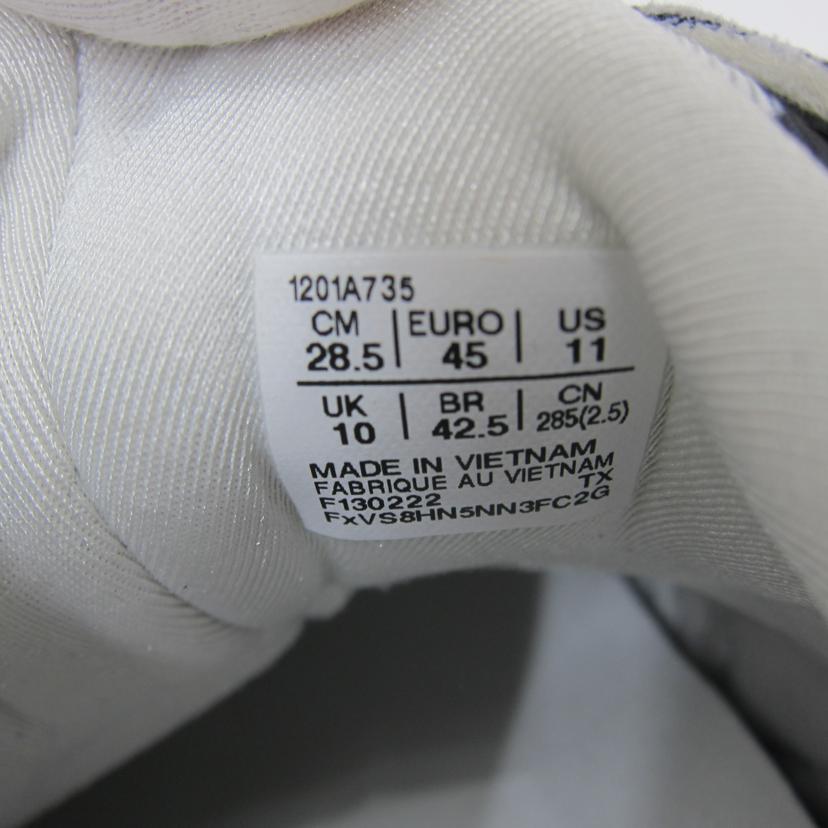 1201A735
CM | EURO | US
28.5 | 45 | 11
UK | BR | CN
10 | 42.5 | 285(2.5)
MADE IN VIETNAM
FABRIQUE AU VIETNAM
F130222 TX
FxVS8HN5NN3FC2G